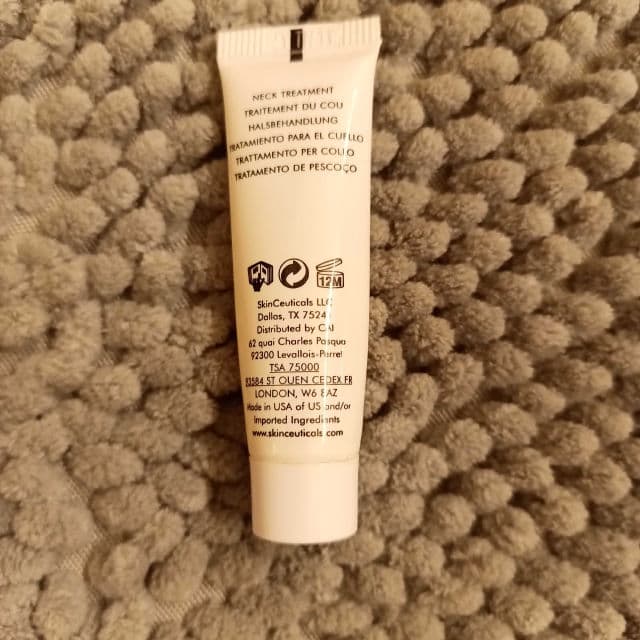 NECK TREATMENT
TRAITEMENT DU COU
HALSBEHANDLUNG
TRATAMIENTO PARA EL CUELLO
TRATTAMENTO PER COLLO
TRATAMENTO DE PESCOÇO
12M
SkinCeuticals LLC
Dallas, TX 7524
Distributed by CAI
62 quai Charles Pasqua
92300 Levallois-Perret
TSA 75000
93584 ST OUEN CEDEX FR
LONDON, W6 8AZ
Made in USA of US and/or
Imported Ingredients
www.skinceuticals.com